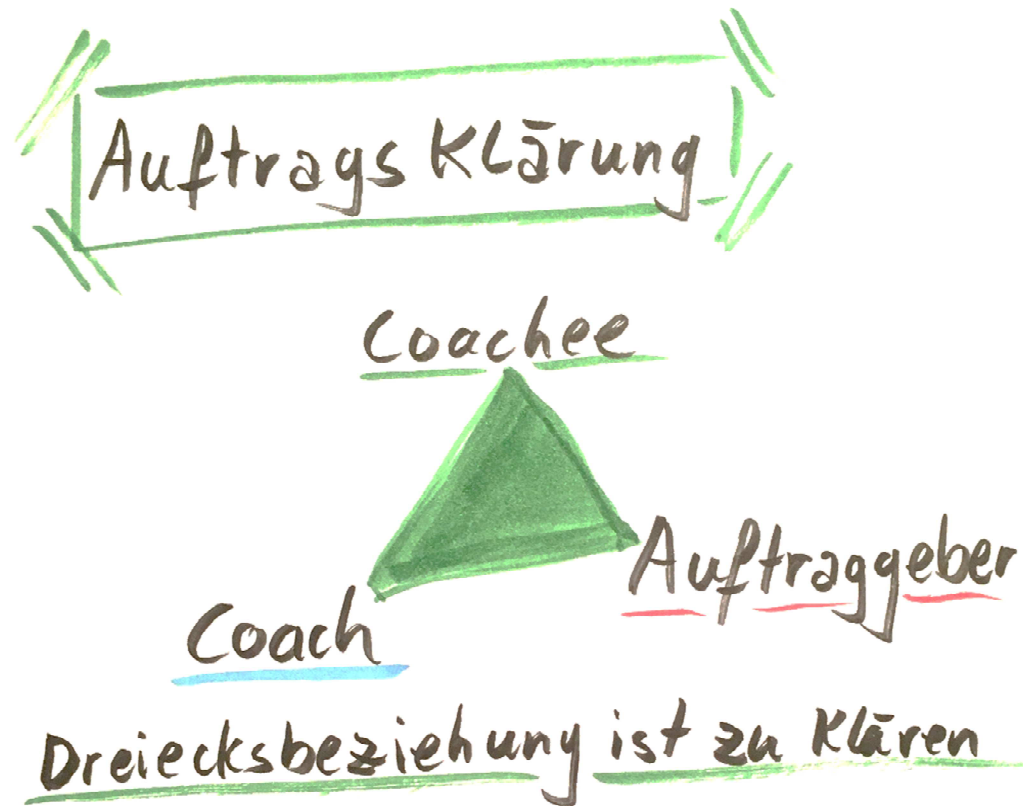 Auftrags Klärung
Coachee
Auftraggeber
Coach
Dreiecksbeziehung ist zu klären